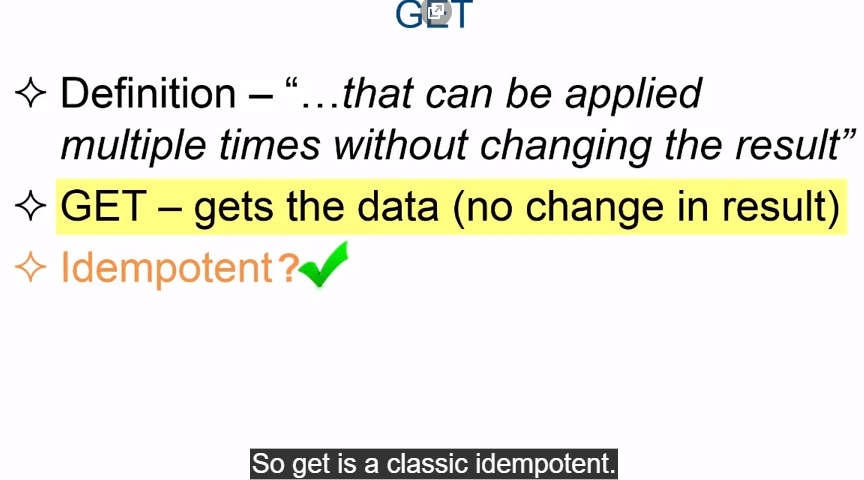 GET
✧ Definition – “…that can be applied
multiple times without changing the result”
✧ GET – gets the data (no change in result)
✧ Idempotent?
So get is a classic idempotent.